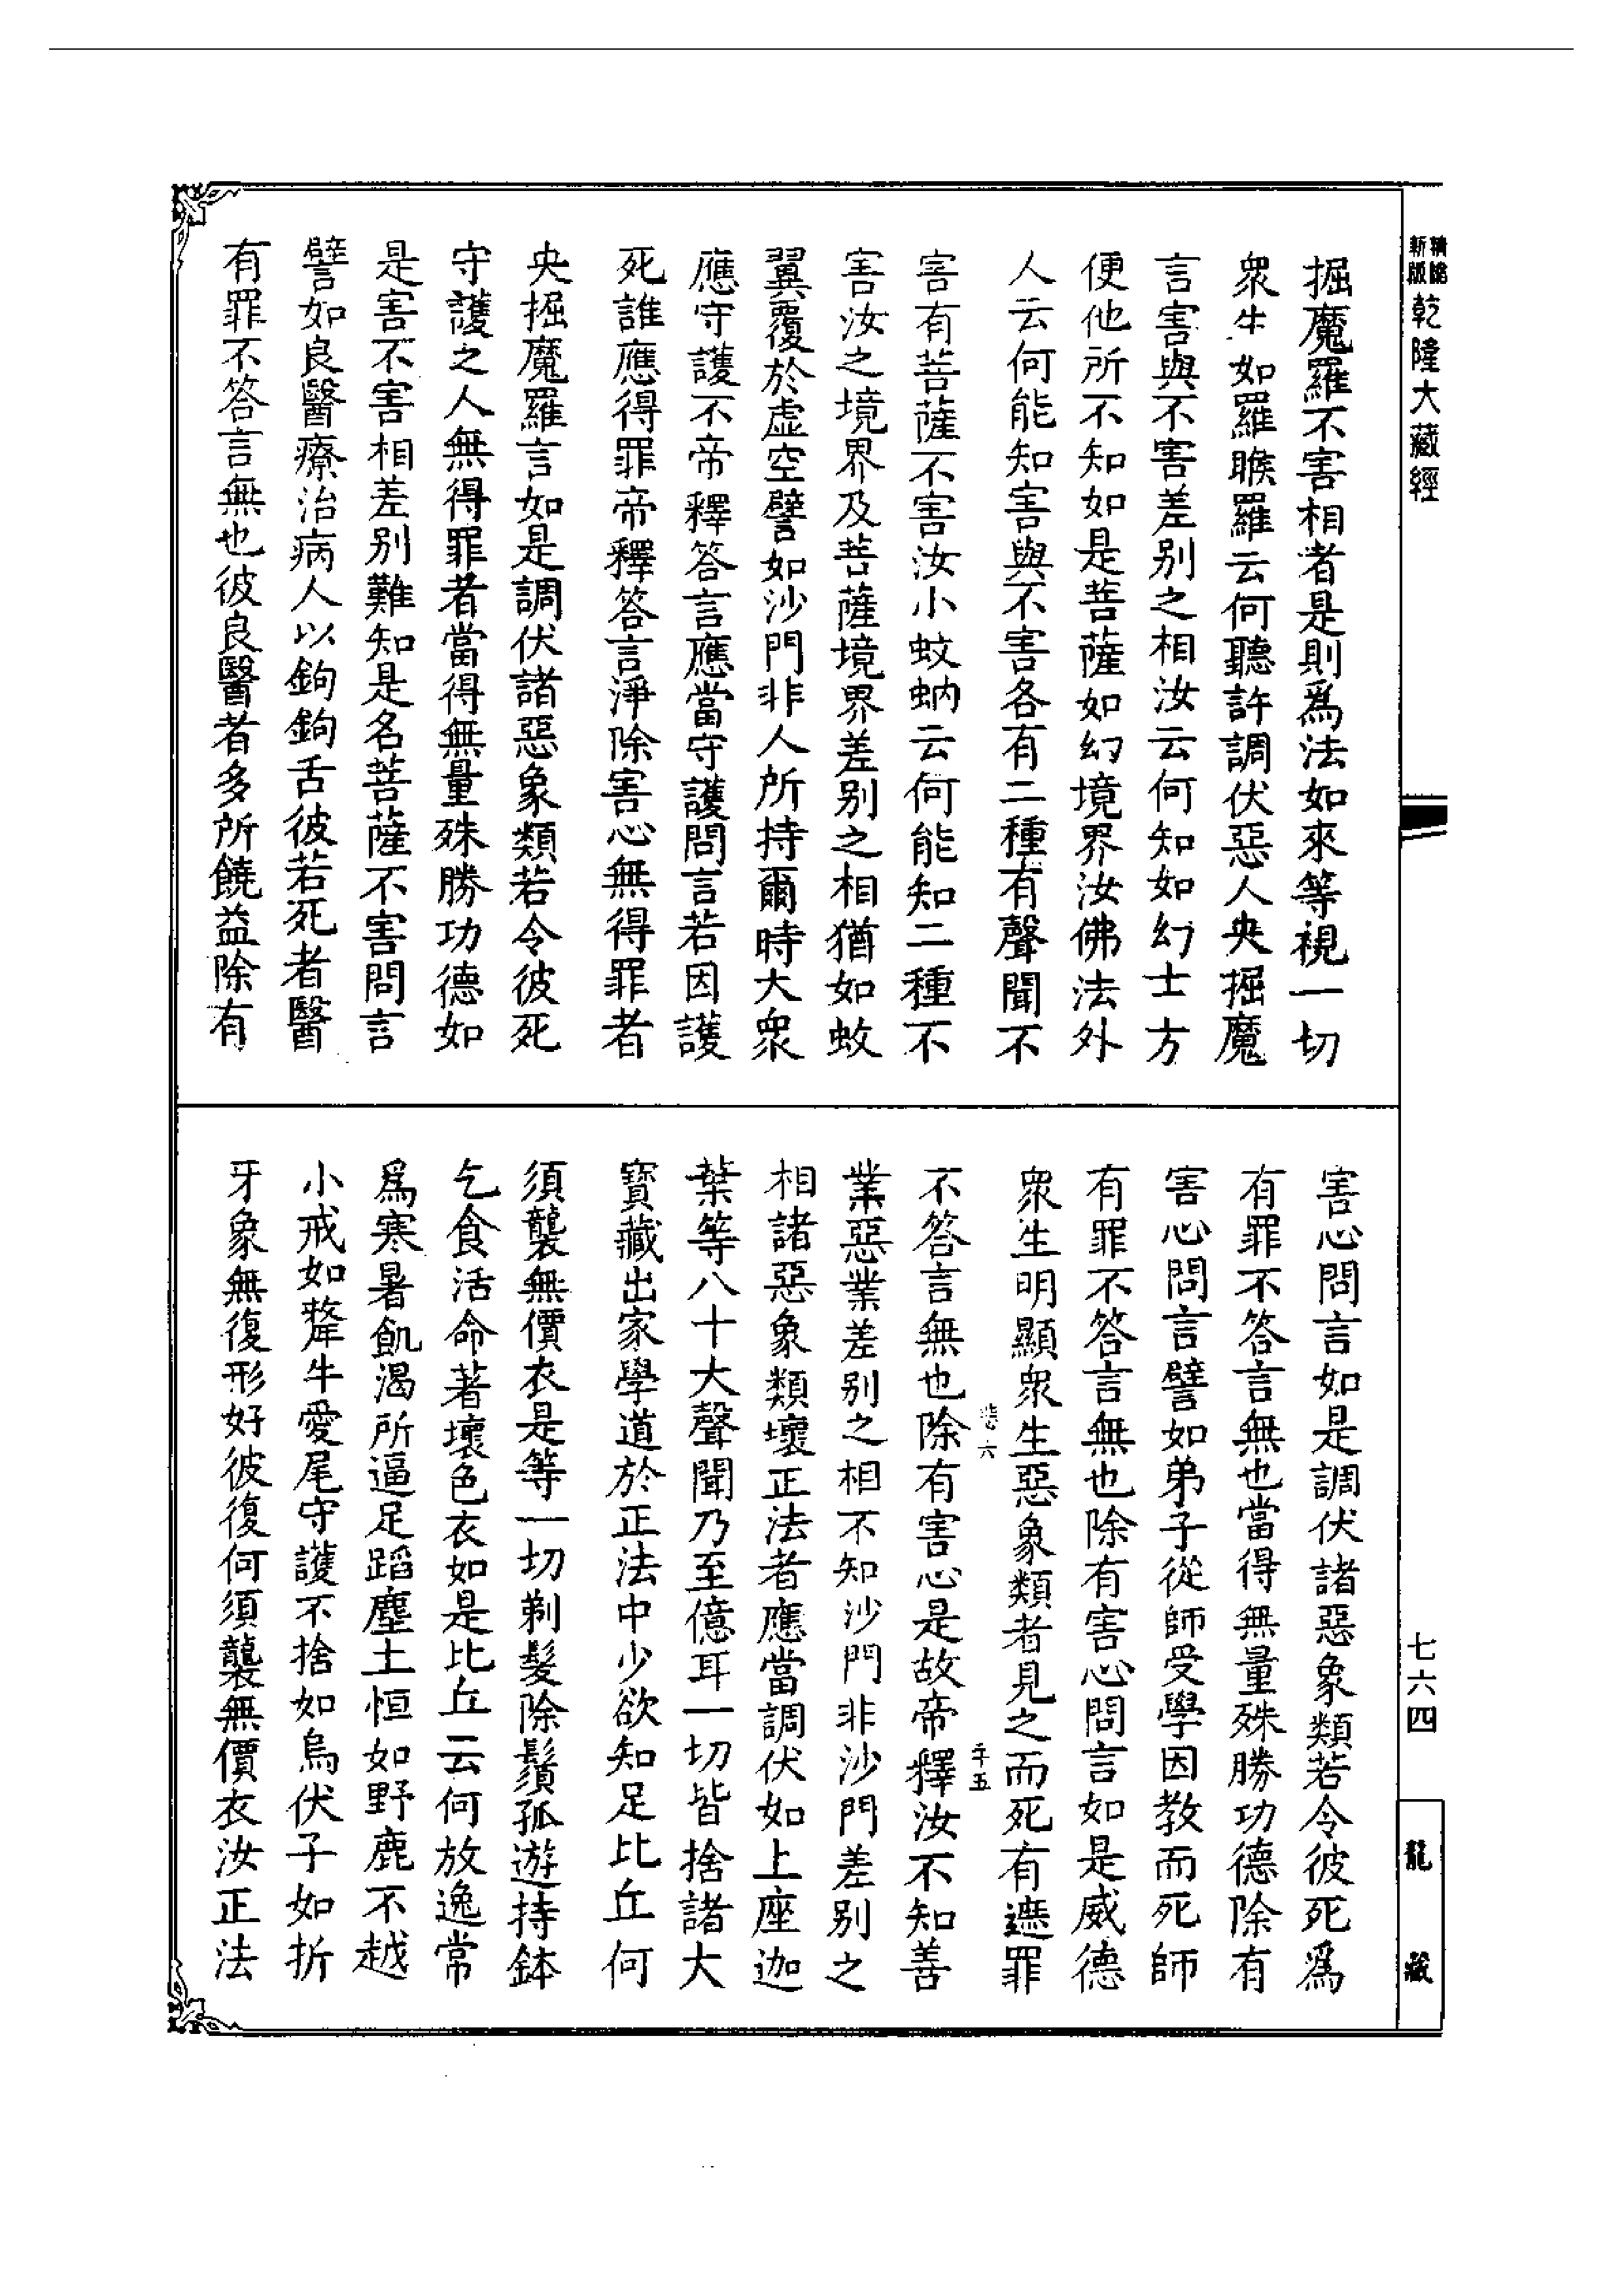 精縮
新版
乾隆大藏經
掘魔羅不害相者是則爲法如來等視一切
衆生如羅睺羅云何聽許調伏惡人央掘魔
言害與不害差別之相汝云何知如幻士方
便他所不知如是菩薩如幻境界汝佛法外
人云何能知害與不害各有二種有聲聞不
害有菩薩不害汝小蚊蚋云何能知二種不
害汝之境界及菩薩境界差別之相猶如蚊
翼覆於虛空譬如沙門非人所持爾時大衆
應守護不帝釋答言應當守護問言若因護
死誰應得罪帝釋答言淨除害心無得罪者
央掘魔羅言如是調伏諸惡象類若令彼死
守護之人無得罪者當得無量殊勝功德如
是害不害相差別難知是名菩薩不害問言
譬如良醫療治病人以鉤鉤舌彼若死者醫
有罪不答言無也彼良醫者多所饒益除有
害心問言如是調伏諸惡象類若令彼死爲
有罪不答言無也當得無量殊勝功德除有
害心問言譬如弟子從師受學因教而死師
有罪不答言無也除有害心問言如是威德
衆生明顯衆生惡象類者見之而死有遮罪
不答言無也除有害心是故帝釋汝不知善
業惡業差別之相不知沙門非沙門差別之
相諸惡象類壞正法者應當調伏如上座迦
葉等八十大聲聞乃至億耳一切皆捨諸大
寶藏出家學道於正法中少欲知足比丘何
須襲無價衣是等一切剃髮除鬚孤遊持鉢
乞食活命著壞色衣如是比丘云何放逸常
爲寒暑飢渴所逼足蹈塵土恒如野鹿不越
小戒如犛牛愛尾守護不捨如烏伏子如折
牙象無復形好彼復何須襲無價衣汝正法
七六四
龍藏